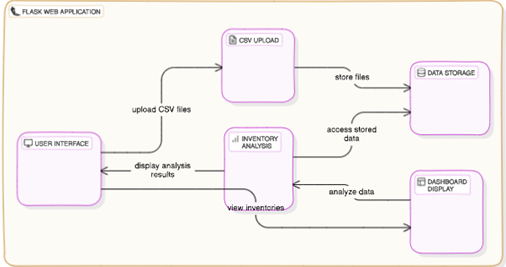 FLASK WEB APPLICATION
CSV UPLOAD
DATA STORAGE
store files
upload CSV files
access stored
data
USER INTERFACE
INVENTORY
ANALYSIS
display analysis
results
analyze data
DASHBOARD
DISPLAY
view inventories